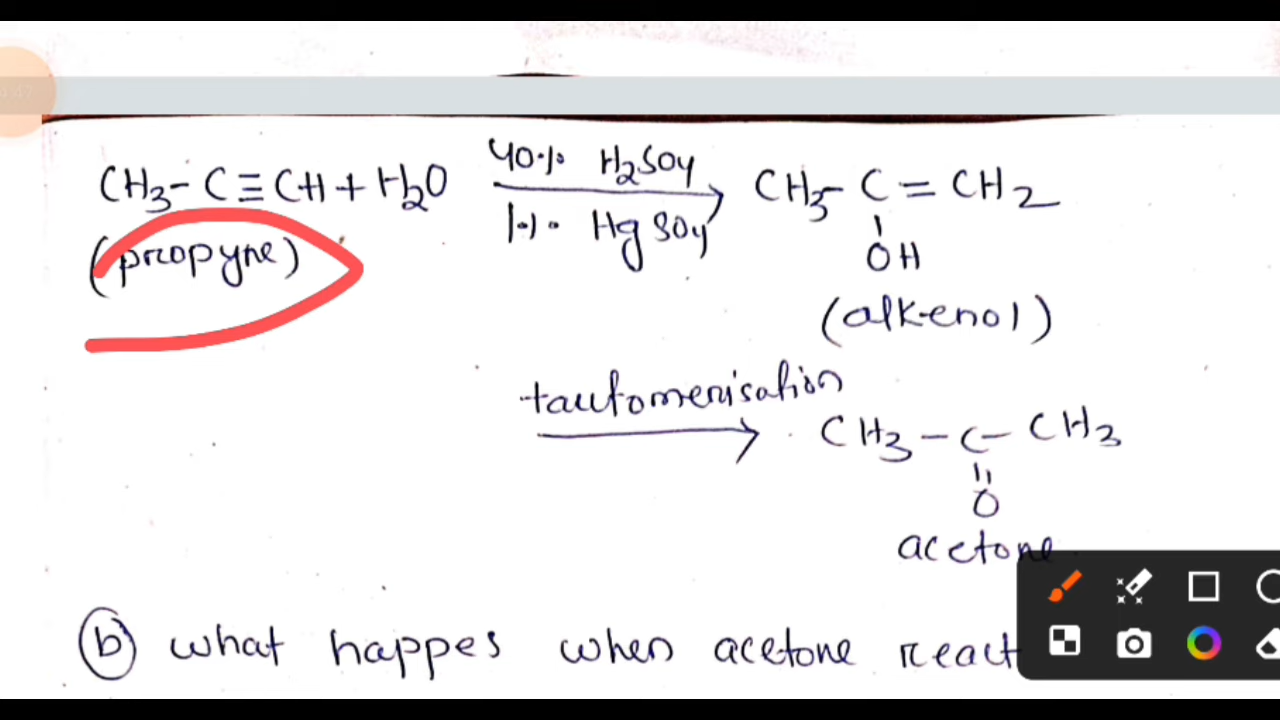 CH3- C≡CH + H2O 40% H2SO4 1% HgSO4 CH3- C = CH2
OH
(propyne)
(alkenol)
tautomerisation CH3 - C - CH3
O
acetone
(b) what happes when acetone react